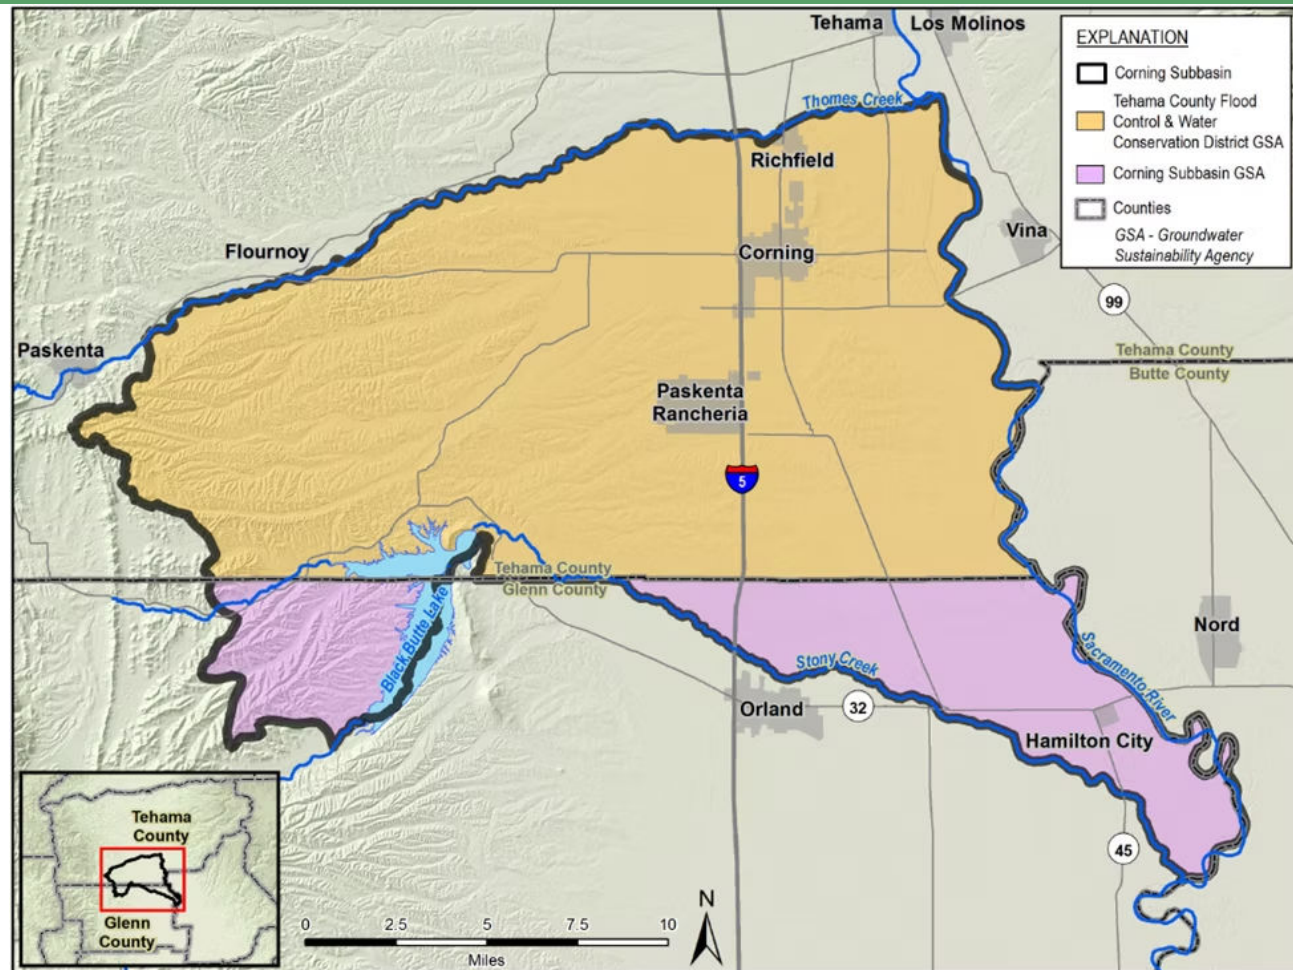 Tehama
Los Molinos
EXPLANATION
Corning Subbasin
Tehama County Flood
Control & Water
Conservation District GSA
Corning Subbasin GSA
Counties
GSA - Groundwater
Sustainability Agency
Thomes Creek
Richfield
Vina
Flournoy
Corning
99
Paskenta
Tehama County
Butte County
Paskenta
Rancheria
5
Tehama County
Glenn County
Black Butte Lake
Nord
Sacramento River
Stony Creek
Orland
32
Hamilton City
45
Tehama
County
Glenn
County
N
0 2.5 5 7.5 10
Miles